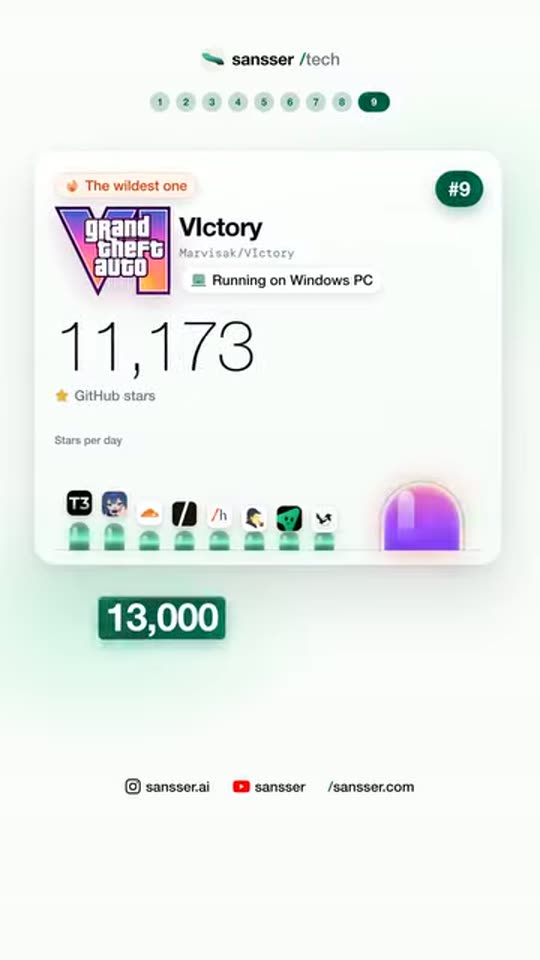 sansser /tech
1 2 3 4 5 6 7 8 9
The wildest one
#9
grand
theft
auto
VI
VIctory
Marvisak/VIctory
Running on Windows PC
11,173
GitHub stars
Stars per day
T3
/
/h
13,000
sansser.ai sansser /sansser.com